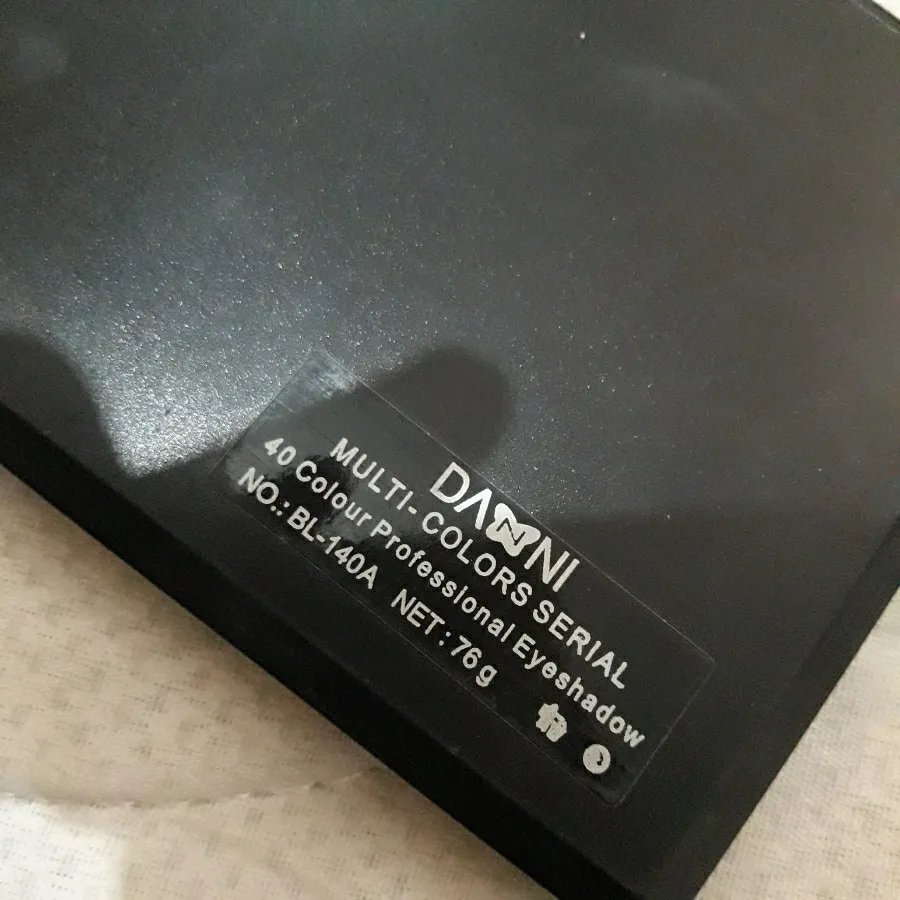 DANNI
MULTI-COLORS SERIAL
40 Colour Professional Eyeshadow
NO.: BL-140A NET: 76g